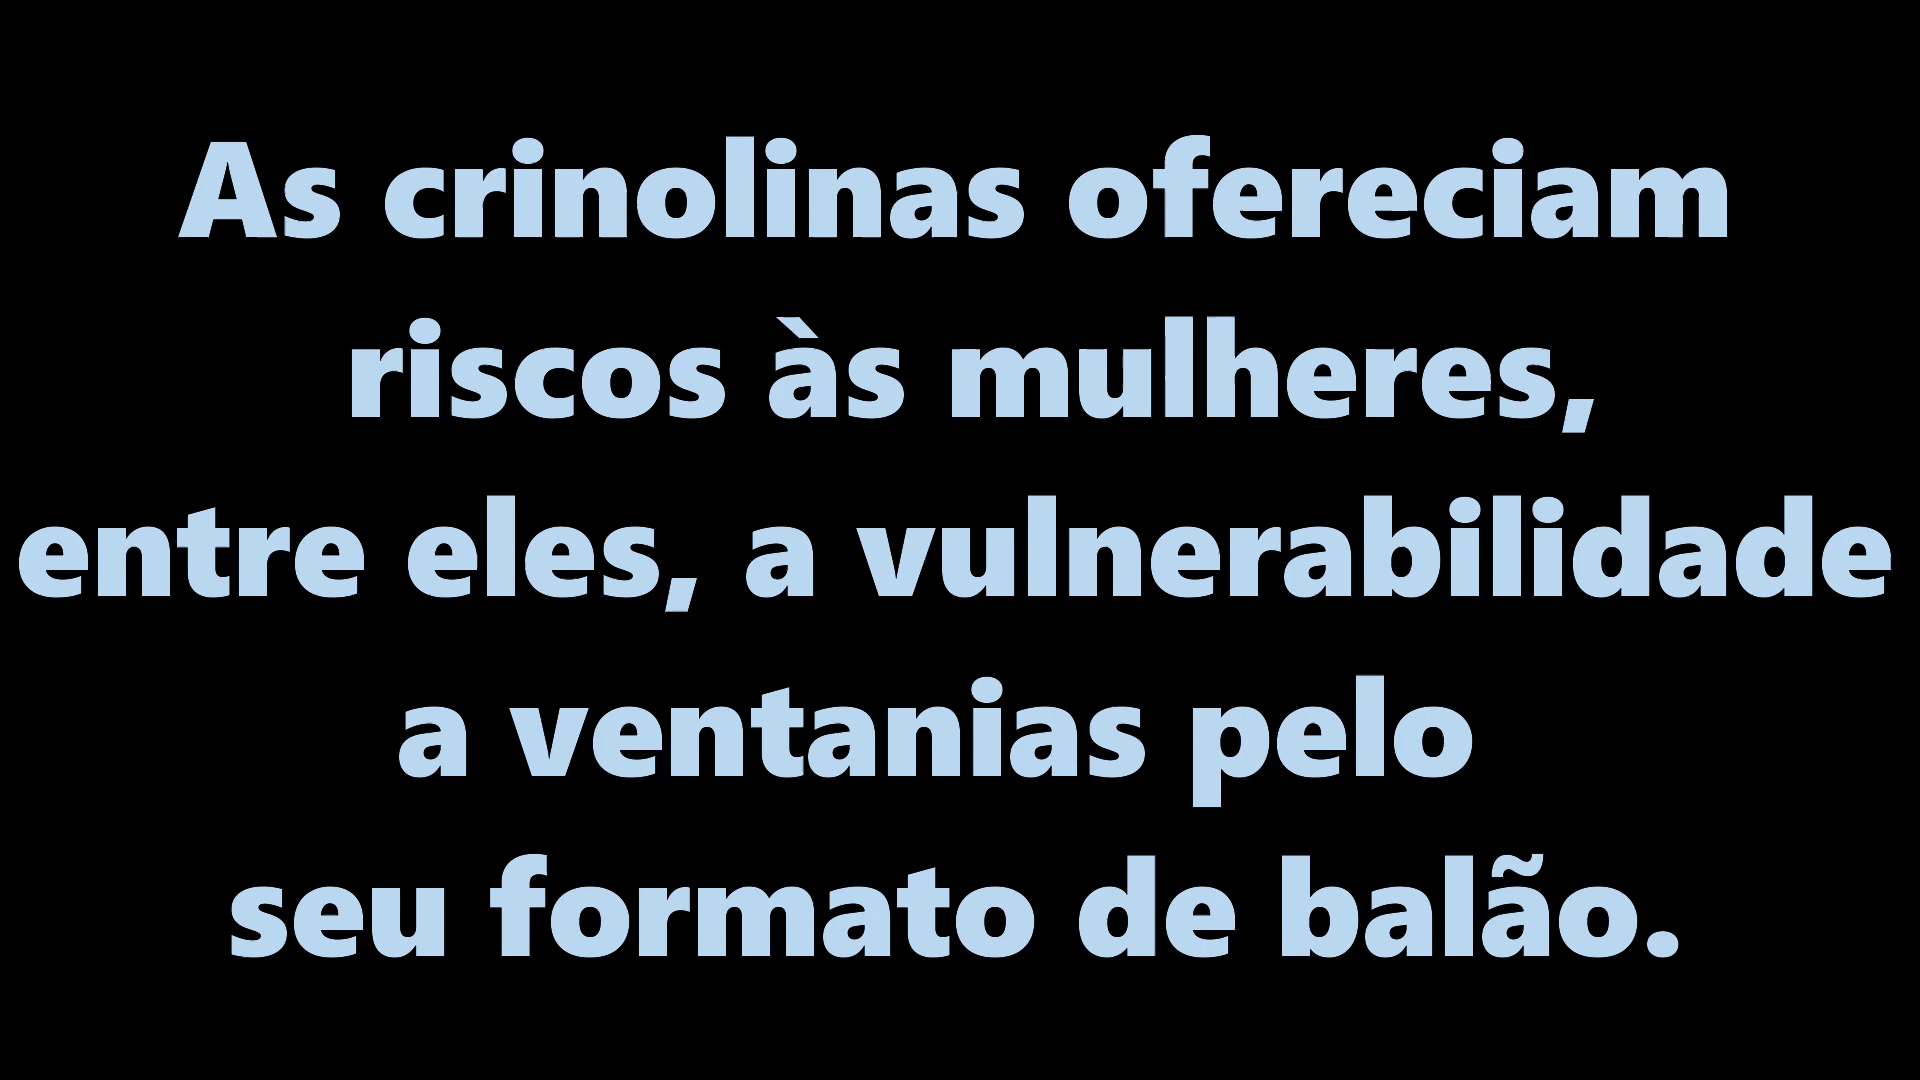 As crinolinas ofereciam
riscos às mulheres,
entre eles, a vulnerabilidade
a ventanias pelo
seu formato de balão.